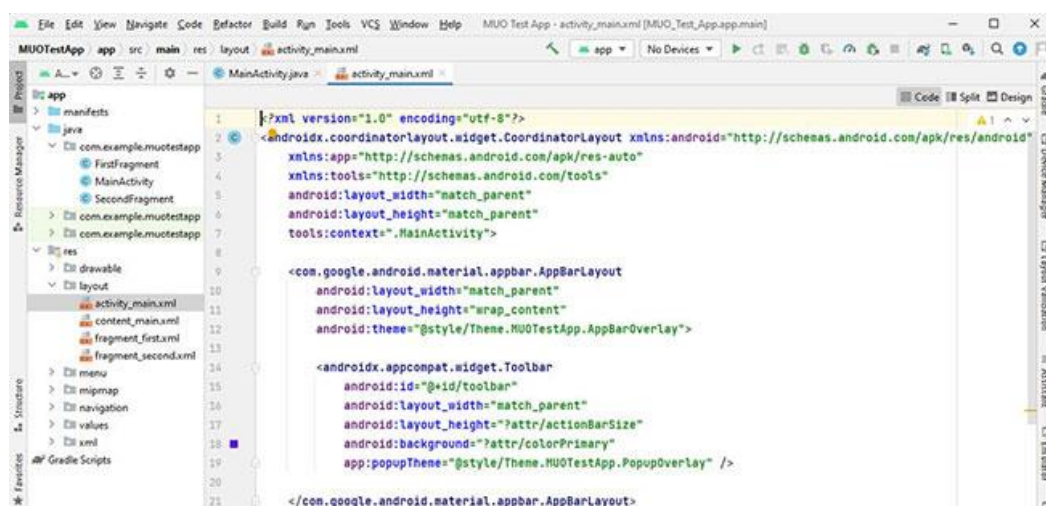 File Edit View Navigate Code Refactor Build Run Tools VCS Window Help MUO Test App - activity_main.xml [MUO_Test_App.app.main]
MUOTestApp app src main res layout activity_main.xml app No Devices
A... MainActivity.java activity_main.xml
Code Split Design
Project
Resource Manager
Structure
Favorites
app
manifests
java
com.example.muotestapp
FirstFragment
MainActivity
SecondFragment
com.example.muotestapp
com.example.muotestapp
res
drawable
layout
activity_main.xml
content_main.xml
fragment_first.xml
fragment_second.xml
menu
mipmap
navigation
values
xml
Gradle Scripts
1 <?xml version="1.0" encoding="utf-8"?>
2 <androidx.coordinatorlayout.widget.CoordinatorLayout xmlns:android="http://schemas.android.com/apk/res/android"
3 xmlns:app="http://schemas.android.com/apk/res-auto"
4 xmlns:tools="http://schemas.android.com/tools"
5 android:layout_width="match_parent"
6 android:layout_height="match_parent"
7 tools:context=".MainActivity">
8
9 <com.google.android.material.appbar.AppBarLayout
10 android:layout_width="match_parent"
11 android:layout_height="wrap_content"
12 android:theme="@style/Theme.MUOTestApp.AppBarOverlay">
13
14 <androidx.appcompat.widget.Toolbar
15 android:id="@+id/toolbar"
16 android:layout_width="match_parent"
17 android:layout_height="?attr/actionBarSize"
18 android:background="?attr/colorPrimary"
19 app:popupTheme="@style/Theme.MUOTestApp.PopupOverlay" />
20
21 </com.google.android.material.appbar.AppBarLayout>
1